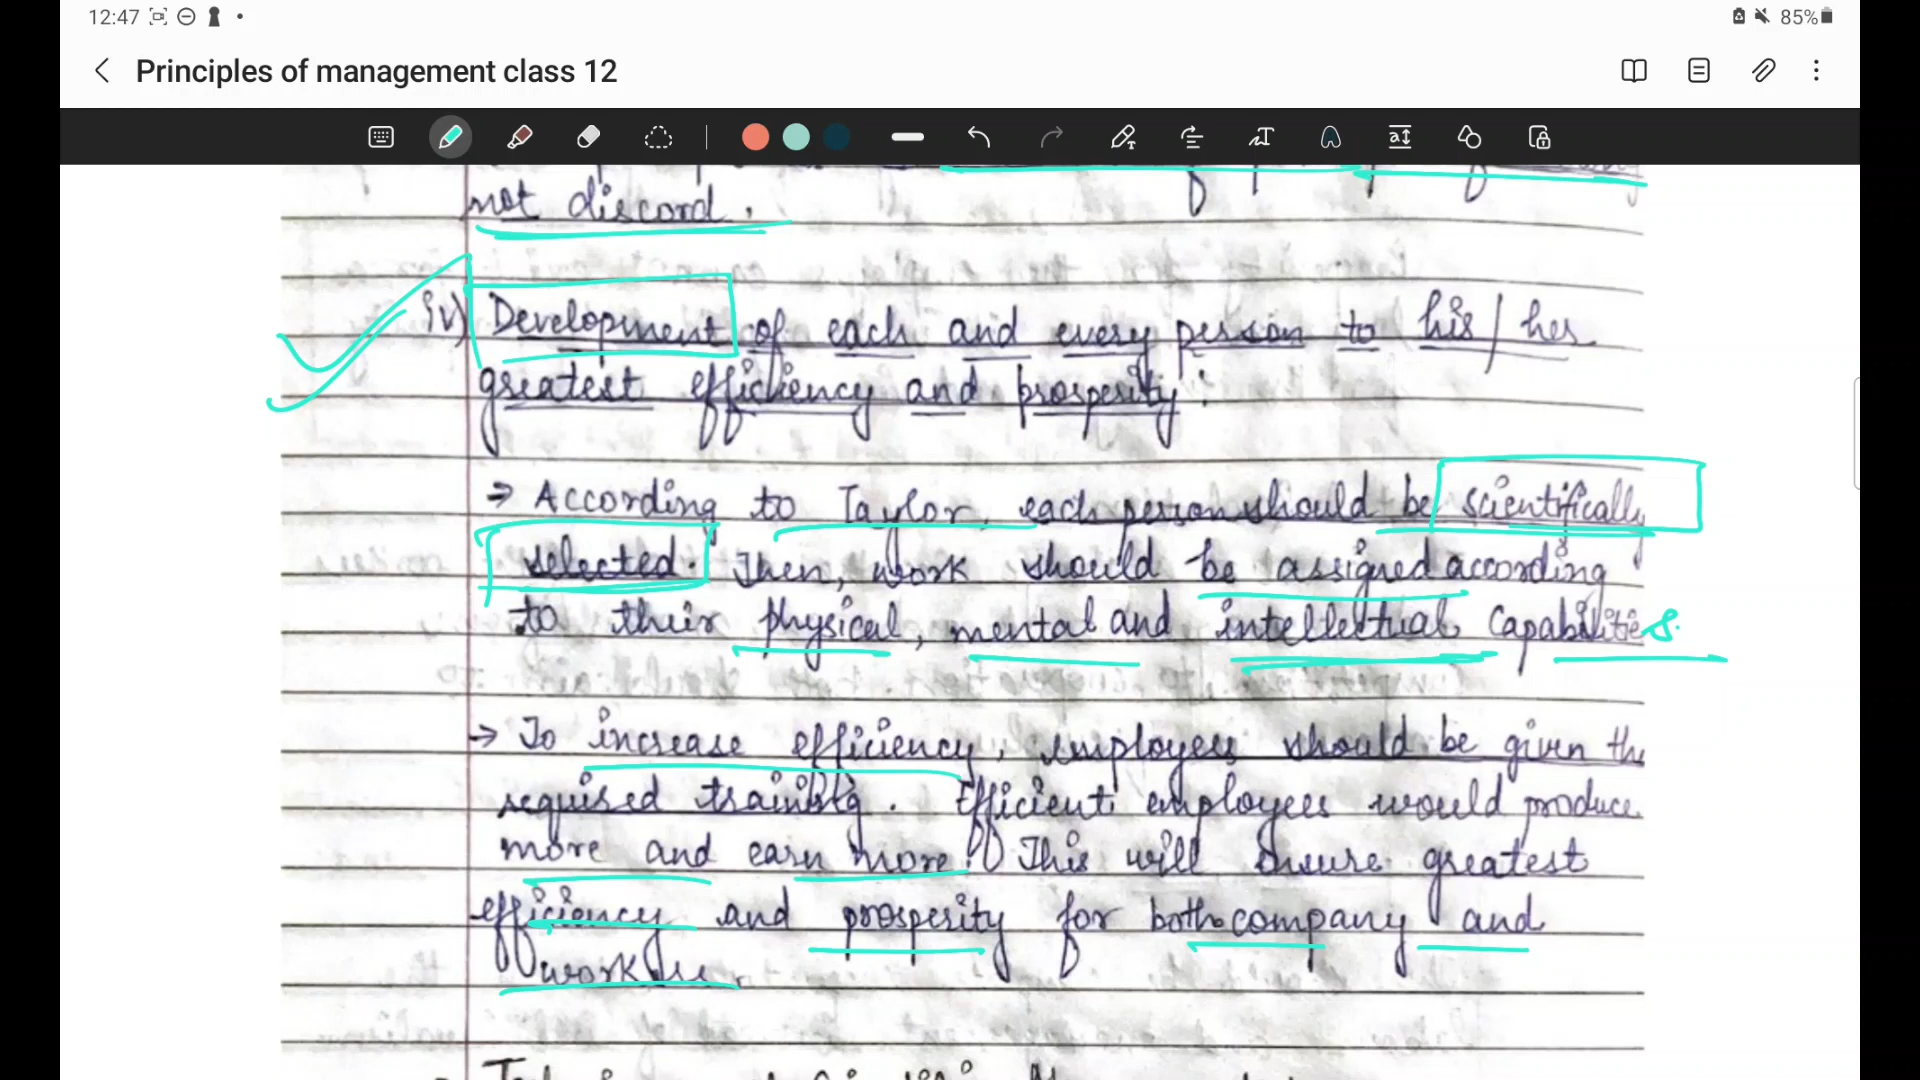 12:47
85%
Principles of management class 12
not discord.
iv) Development of each and every person to his/her
greatest efficiency and prosperity:
→ According to Taylor, each person should be scientifically
selected. Then, work should be assigned according
to their physical, mental and intellectual capabilities.
→ To increase efficiency, employees should be given the
required training. Efficient employees would produce
more and earn more. This will ensure greatest
efficiency and prosperity for both company and